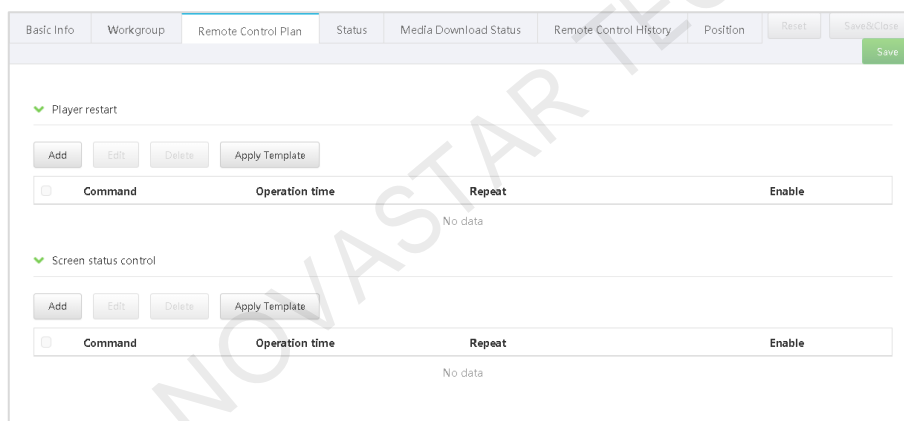 Basic Info Workgroup Remote Control Plan Status Media Download Status Remote Control History Position Reset Save&Close
Save
Player restart
Add Edit Delete Apply Template
Command Operation time Repeat Enable
No data
Screen status control
Add Edit Delete Apply Template
Command Operation time Repeat Enable
No data
NOVASTAR TEC